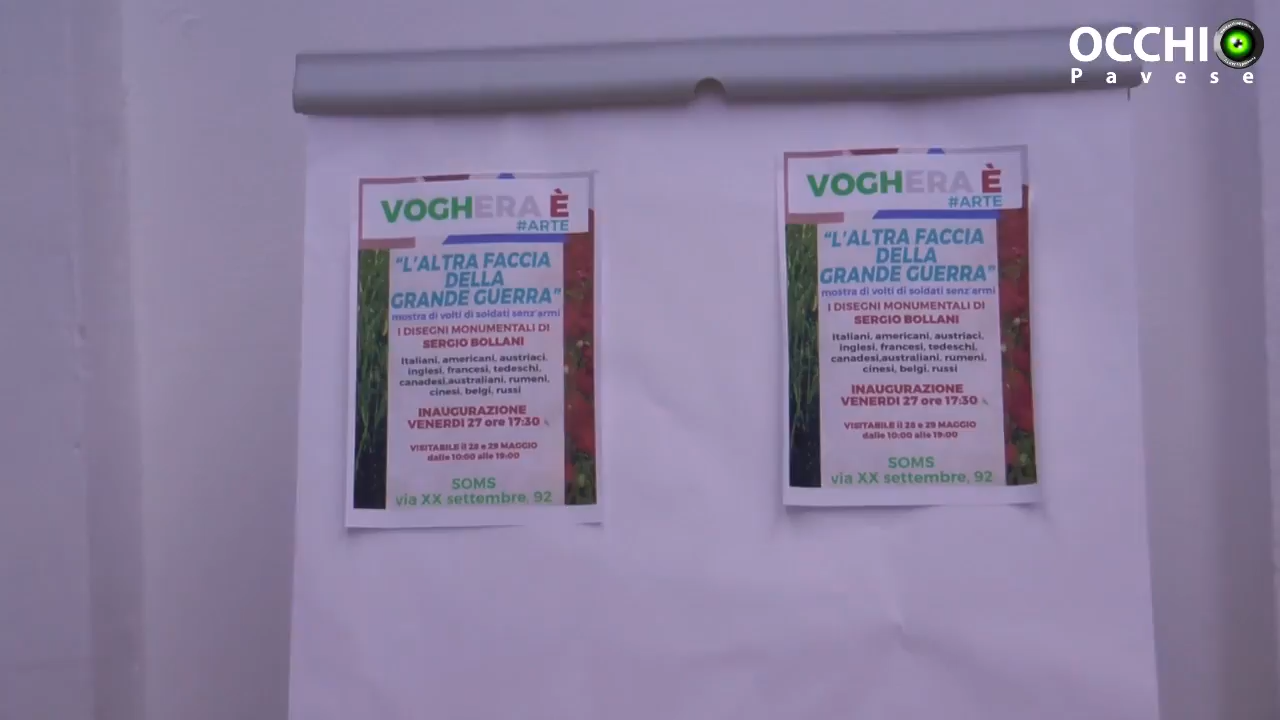 OCCHI
Pavese
VOGHERA È
#ARTE
“L'ALTRA FACCIA
DELLA
GRANDE GUERRA”
mostra di volti di soldati senz'armi
I DISEGNI MONUMENTALI DI
SERGIO BOLLANI
Italiani, americani, austriaci,
inglesi, francesi, tedeschi,
canadesi,australiani, rumeni,
cinesi, belgi, russi
INAUGURAZIONE
VENERDI 27 ore 17:30
VISITABILE il 28 e 29 MAGGIO
dalle 10:00 alle 19:00
SOMS
via XX settembre, 92
VOGHERA È
#ARTE
“L'ALTRA FACCIA
DELLA
GRANDE GUERRA”
mostra di volti di soldati senz'armi
I DISEGNI MONUMENTALI DI
SERGIO BOLLANI
Italiani, americani, austriaci,
inglesi, francesi, tedeschi,
canadesi,australiani, rumeni,
cinesi, belgi, russi
INAUGURAZIONE
VENERDI 27 ore 17:30
VISITABILE il 28 e 29 MAGGIO
dalle 10:00 alle 19:00
SOMS
via XX settembre, 92